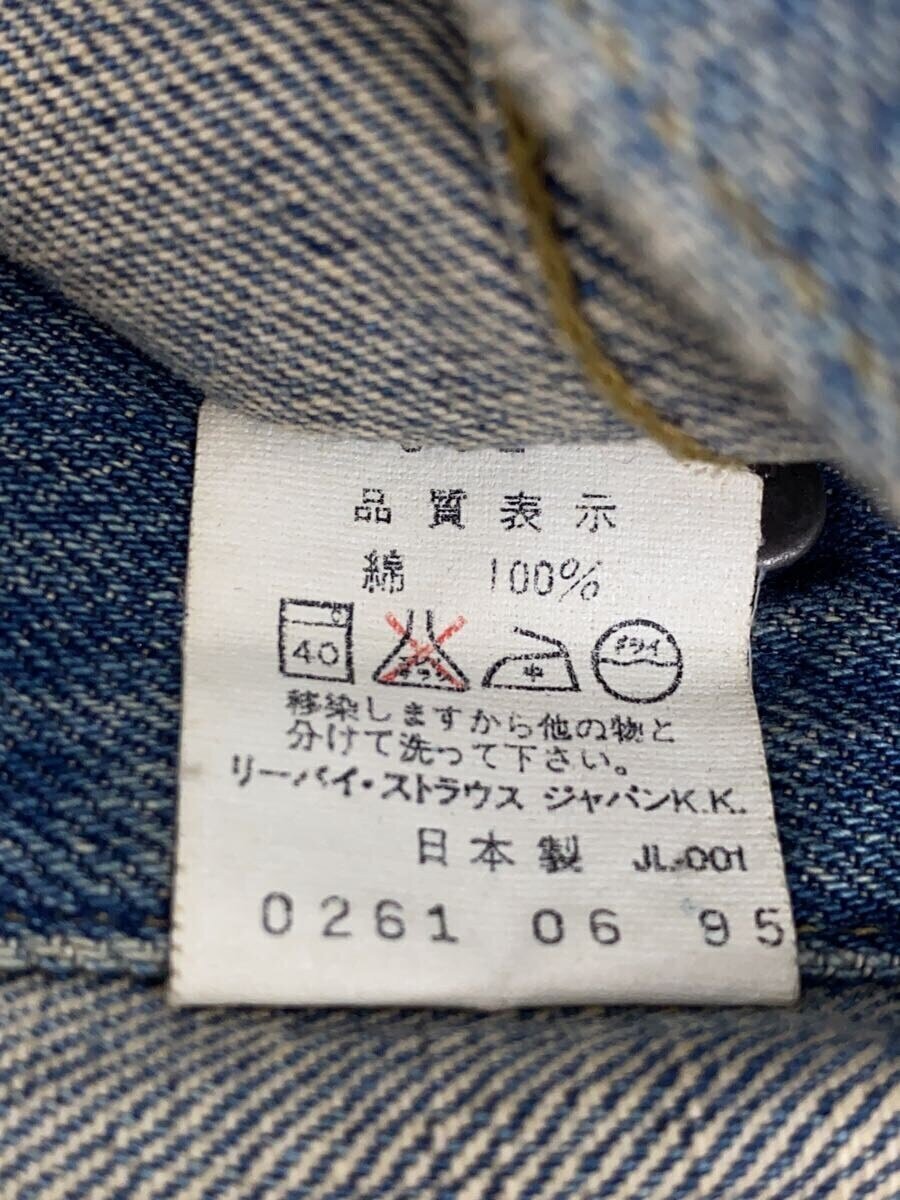 品質表示
綿 100%
40 中 ドライ
移染しますから他の物と
分けて洗って下さい。
リーバイ・ストラウス ジャパンK.K.
日本製 JL-001
0261 06 95